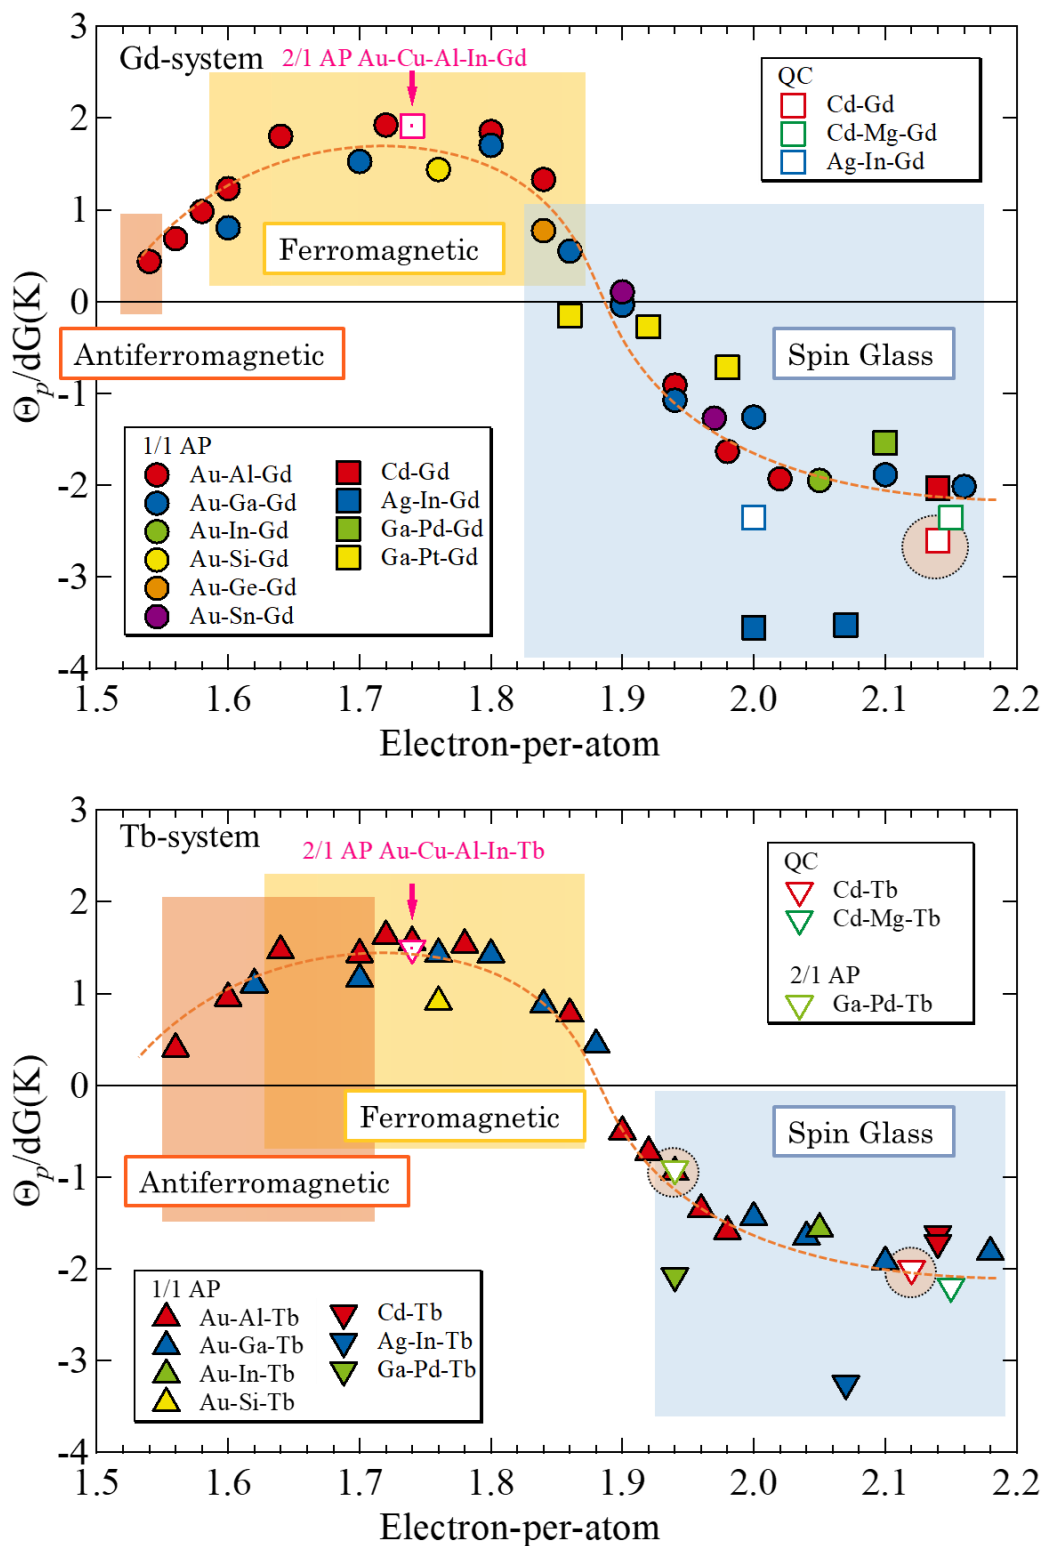 Gd-system
2/1 AP Au-Cu-Al-In-Gd
QC
Cd-Gd
Cd-Mg-Gd
Ag-In-Gd
Ferromagnetic
Antiferromagnetic
Spin Glass
1/1 AP
Au-Al-Gd
Au-Ga-Gd
Au-In-Gd
Au-Si-Gd
Au-Ge-Gd
Au-Sn-Gd
Cd-Gd
Ag-In-Gd
Ga-Pd-Gd
Ga-Pt-Gd
3
2
1
0
-1
-2
-3
-4
Θp/dG(K)
1.5 1.6 1.7 1.8 1.9 2.0 2.1 2.2
Electron-per-atom
Tb-system
2/1 AP Au-Cu-Al-In-Tb
QC
Cd-Tb
Cd-Mg-Tb
2/1 AP
Ga-Pd-Tb
Ferromagnetic
Antiferromagnetic
Spin Glass
1/1 AP
Au-Al-Tb
Au-Ga-Tb
Au-In-Tb
Au-Si-Tb
Cd-Tb
Ag-In-Tb
Ga-Pd-Tb
3
2
1
0
-1
-2
-3
-4
Θp/dG(K)
1.5 1.6 1.7 1.8 1.9 2.0 2.1 2.2
Electron-per-atom